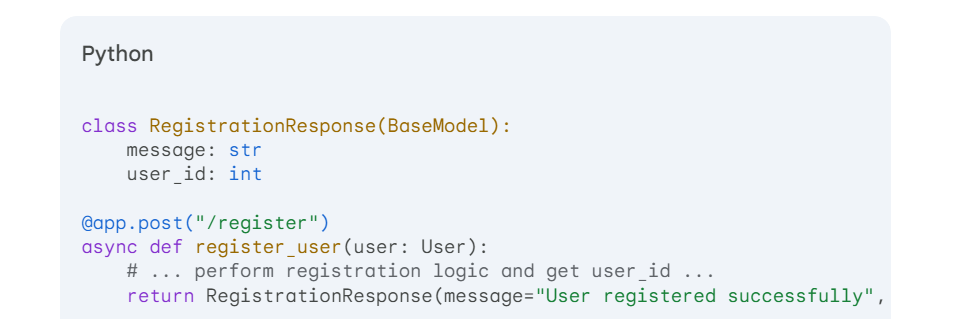 Python
class RegistrationResponse(BaseModel):
    message: str
    user_id: int
@app.post("/register")
async def register_user(user: User):
    # ... perform registration logic and get user_id ...
    return RegistrationResponse(message="User registered successfully",